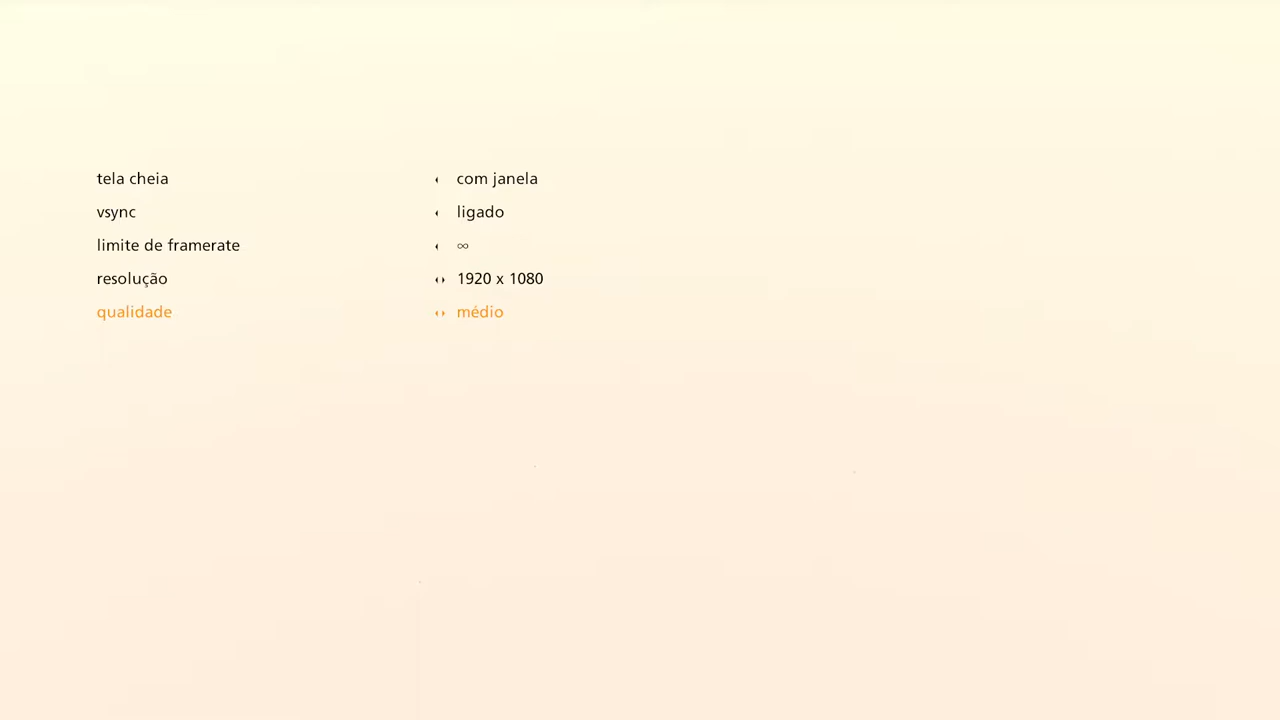 tela cheia com janela
vsync ligado
limite de framerate ∞
resolução 1920 x 1080
qualidade médio